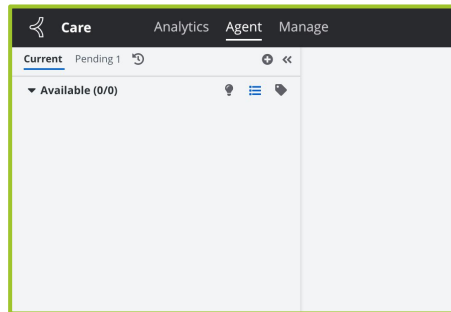 Care Analytics Agent Manage
Current Pending 1
Available (0/0)